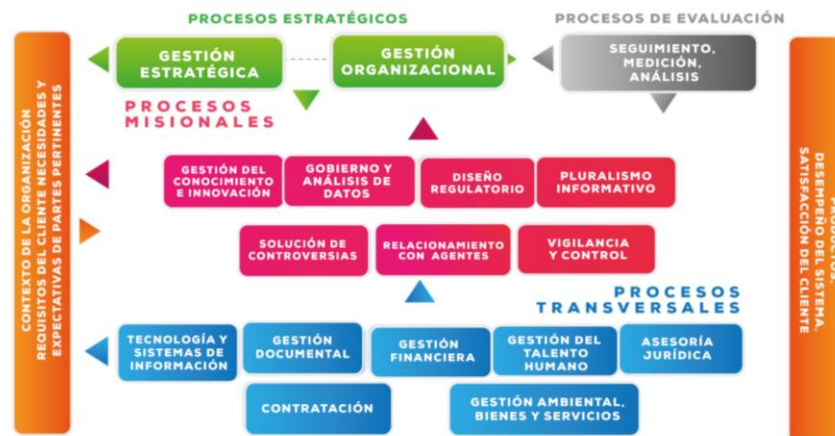 PROCESOS ESTRATÉGICOS
PROCESOS DE EVALUACIÓN
GESTIÓN
ESTRATÉGICA
GESTIÓN
ORGANIZACIONAL
SEGUIMIENTO,
MEDICIÓN,
ANÁLISIS
PROCESOS
MISIONALES
GESTIÓN DEL
CONOCIMIENTO
E INNOVACIÓN
GOBIERNO Y
ANÁLISIS DE
DATOS
DISEÑO
REGULATORIO
PLURALISMO
INFORMATIVO
SOLUCIÓN DE
CONTROVERSIAS
RELACIONAMIENTO
CON AGENTES
VIGILANCIA
Y CONTROL
PROCESOS
TRANSVERSALES
TECNOLOGÍA Y
SISTEMAS DE
INFORMACIÓN
GESTIÓN
DOCUMENTAL
GESTIÓN
FINANCIERA
GESTIÓN DEL
TALENTO
HUMANO
ASESORÍA
JURÍDICA
CONTRATACIÓN
GESTIÓN AMBIENTAL,
BIENES Y SERVICIOS
CONTEXTO DE LA ORGANIZACIÓN
REQUISITOS DEL CLIENTE NECESIDADES Y
EXPECTATIVAS DE PARTES PERTINENTES
PRODUCTOS,
DESEMPEÑO DEL SISTEMA,
SATISFACCIÓN DEL CLIENTE